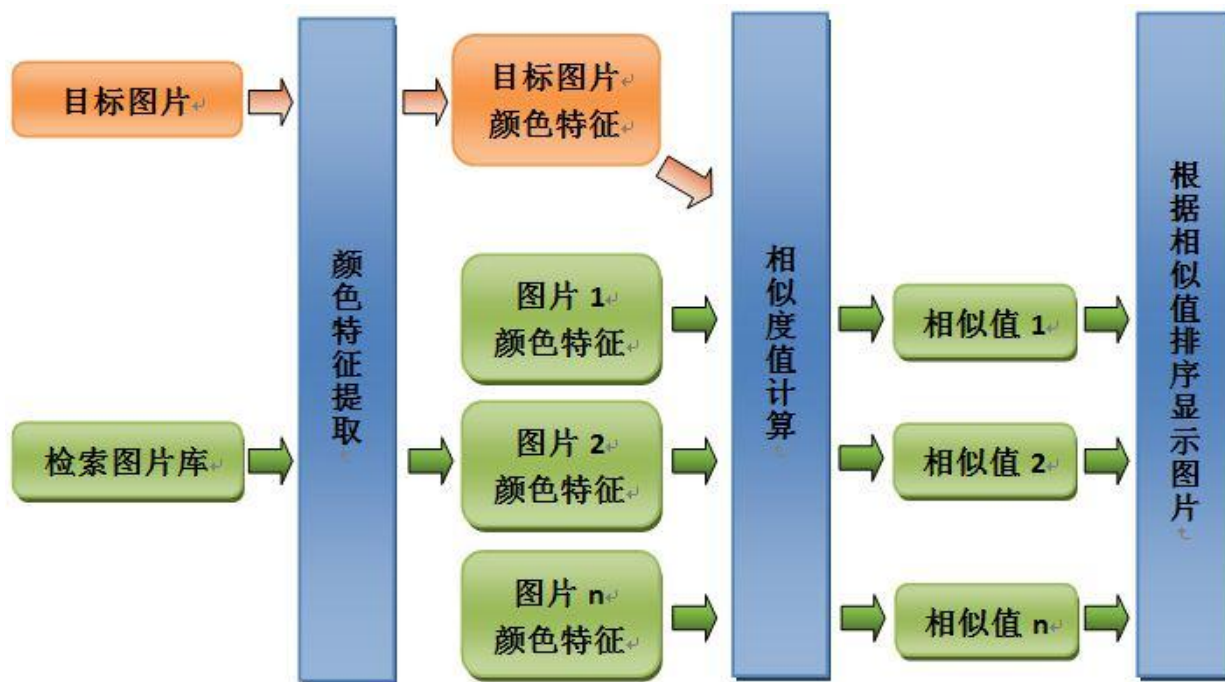 目标图片
颜色特征提取
目标图片
颜色特征
检索图片库
图片 1
颜色特征
图片 2
颜色特征
图片 n
颜色特征
相似度值计算
相似值 1
相似值 2
相似值 n
根据相似值排序显示图片